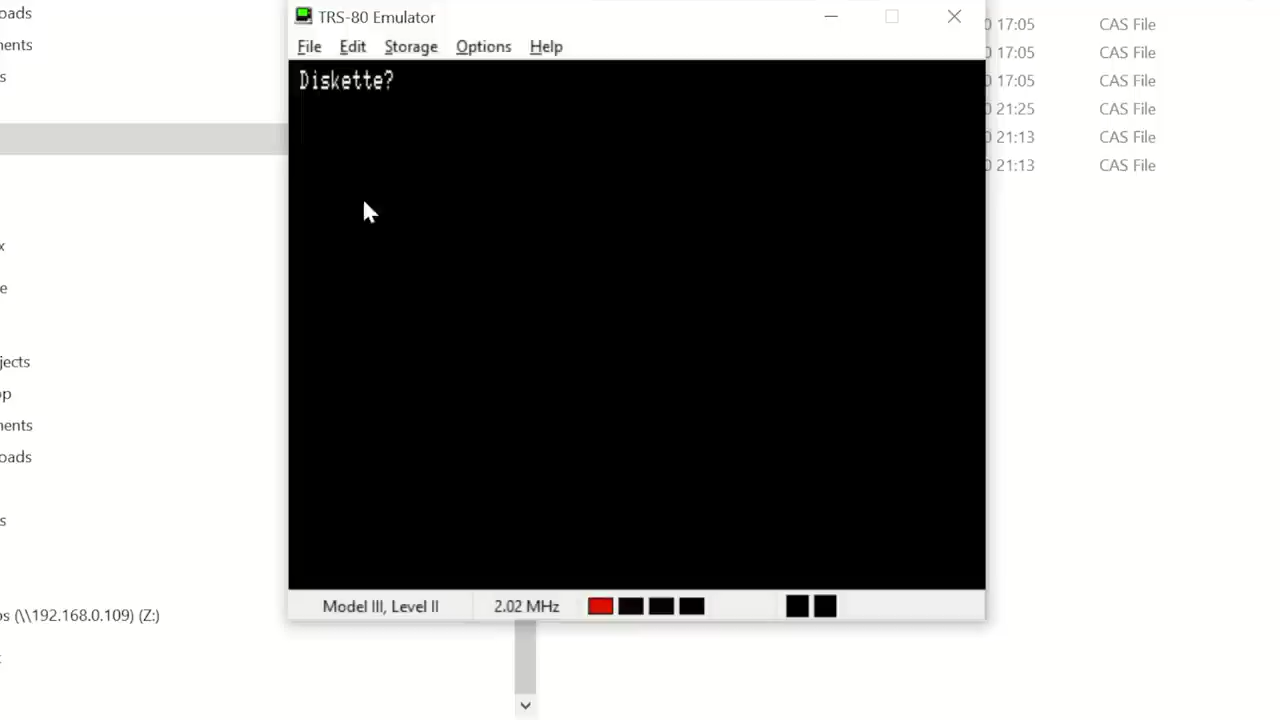 oads
TRS-80 Emulator
File Edit Storage Options Help
Diskette?
17:05 CAS File
17:05 CAS File
17:05 CAS File
21:25 CAS File
21:13 CAS File
21:13 CAS File
nents
s
x
e
jects
op
nents
oads
s
os (\\192.168.0.109) (Z:)
Model III, Level II 2.02 MHz